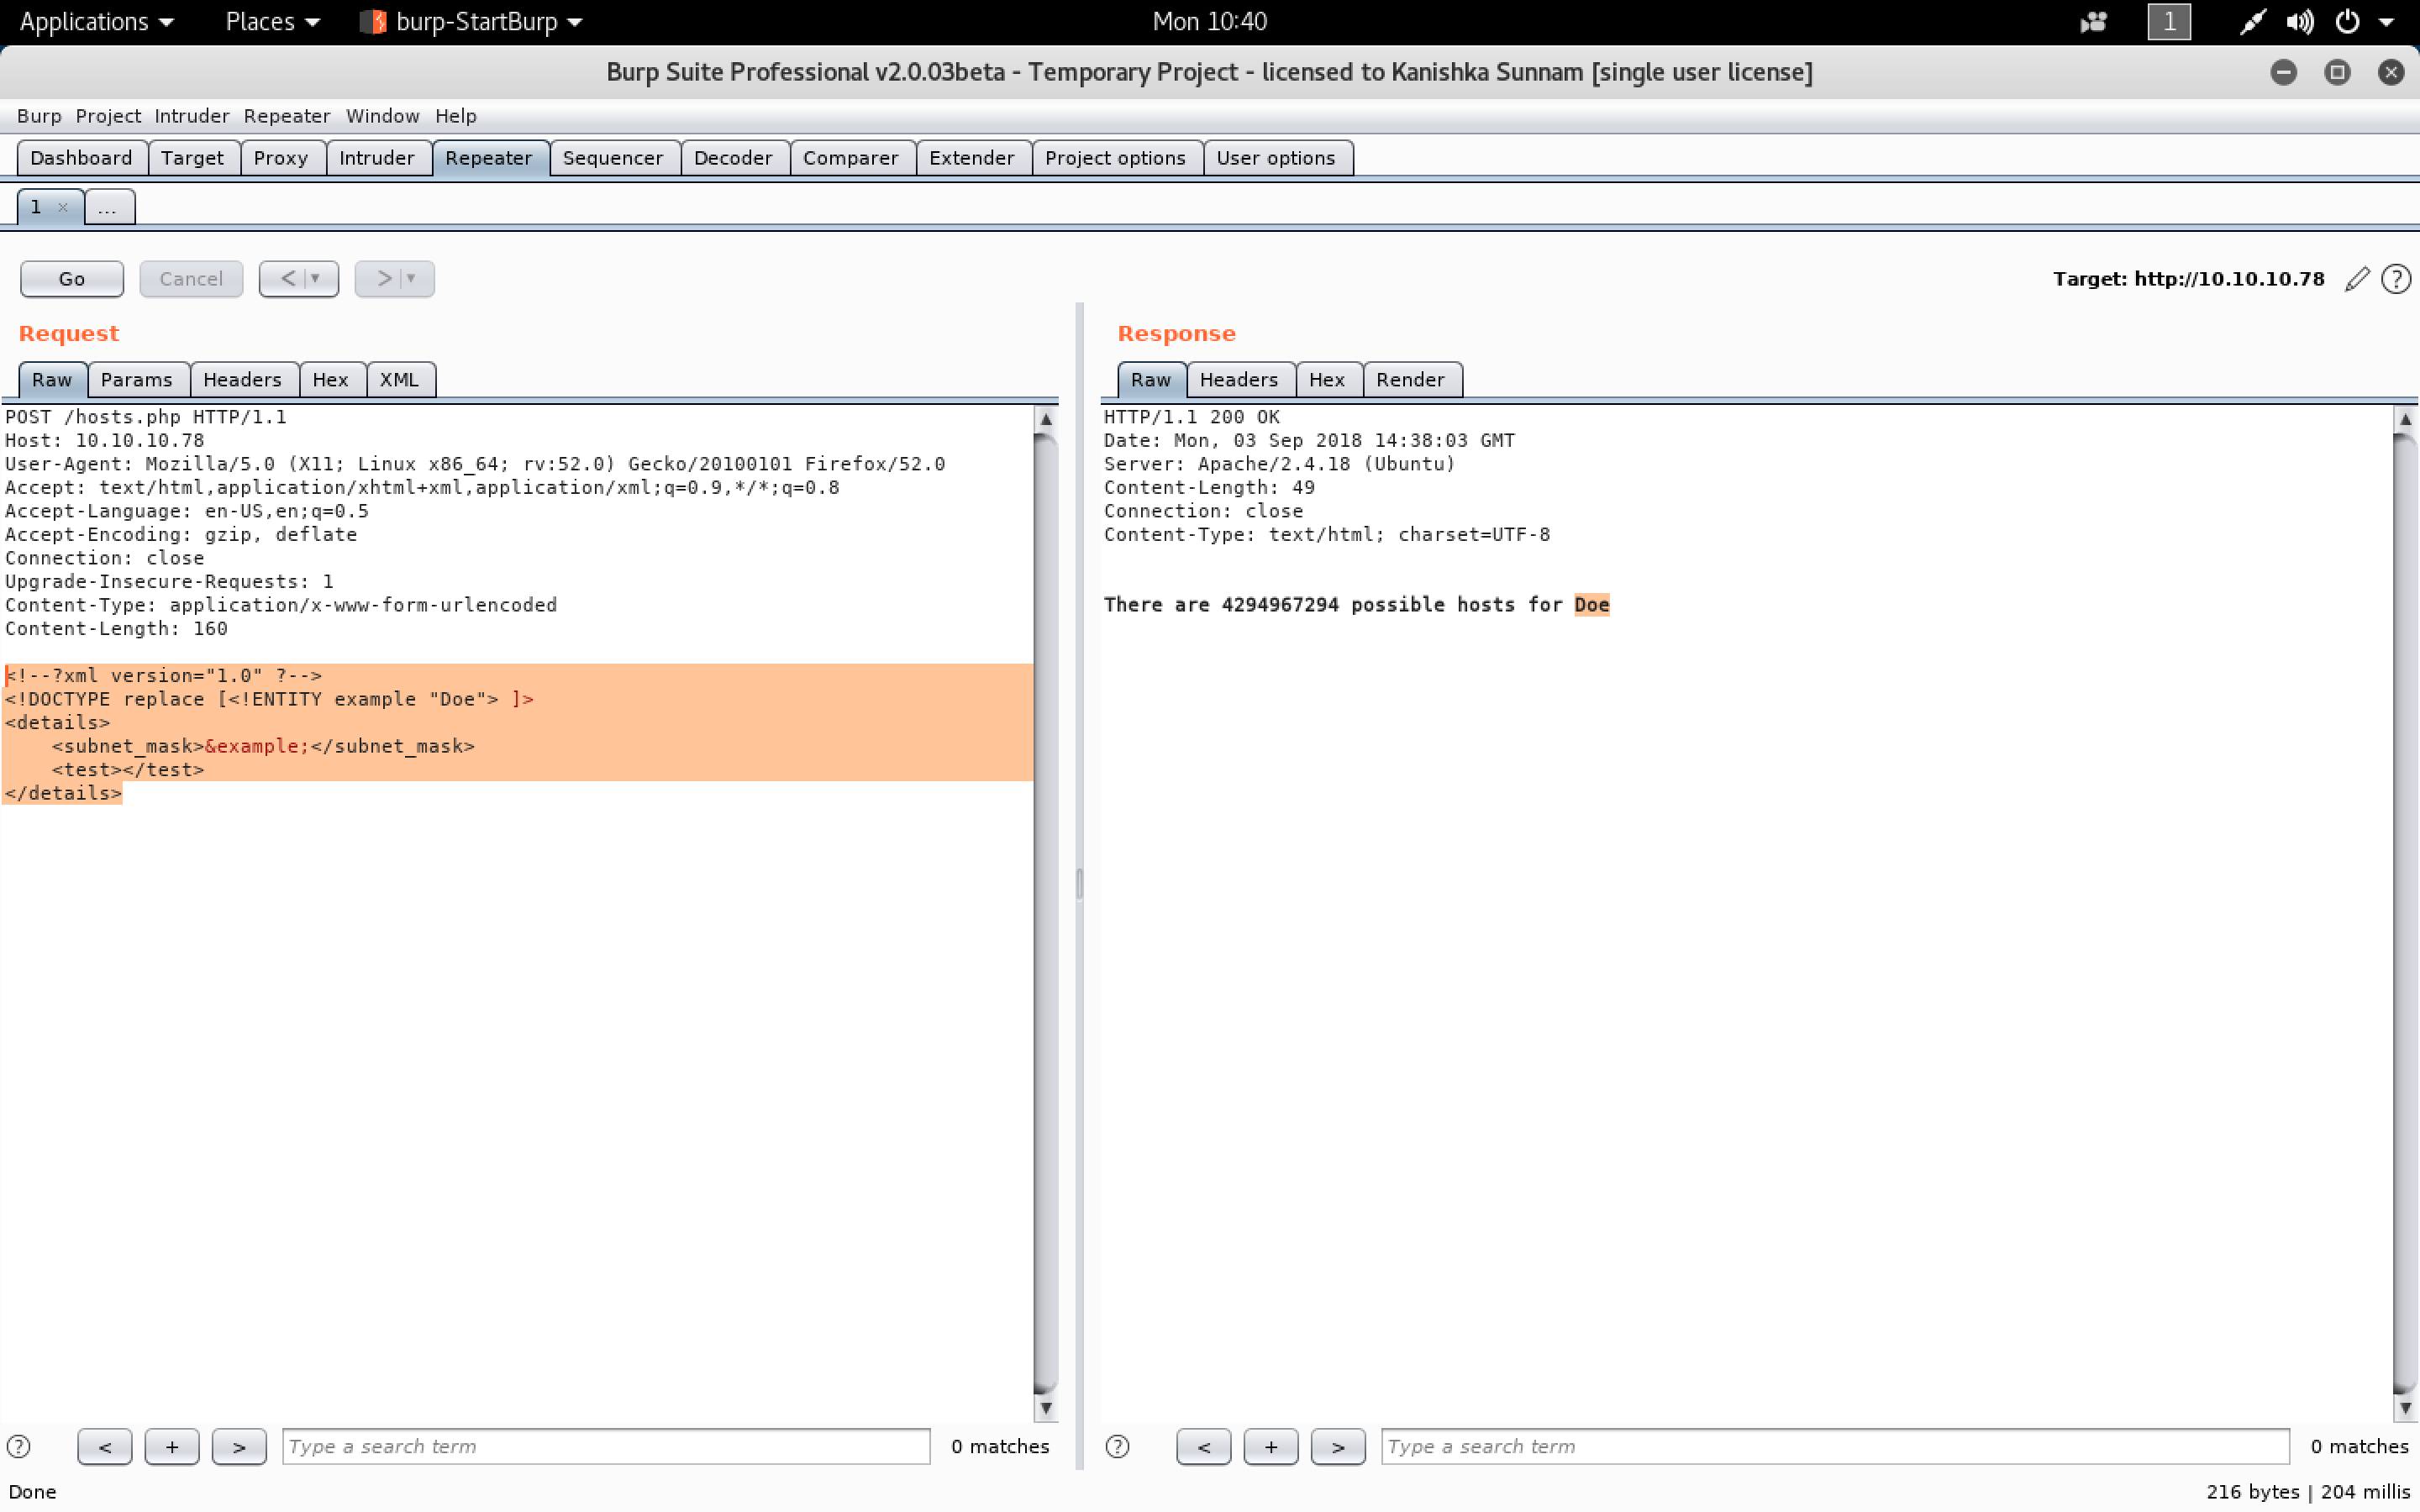 Applications Places burp-StartBurp Mon 10:40 1
Burp Suite Professional v2.0.03beta - Temporary Project - licensed to Kanishka Sunnam [single user license]
Burp Project Intruder Repeater Window Help
Dashboard Target Proxy Intruder Repeater Sequencer Decoder Comparer Extender Project options User options
1 × ...
Go Cancel < > Target: http://10.10.10.78 ?
Request
Raw Params Headers Hex XML
POST /hosts.php HTTP/1.1
Host: 10.10.10.78
User-Agent: Mozilla/5.0 (X11; Linux x86_64; rv:52.0) Gecko/20100101 Firefox/52.0
Accept: text/html,application/xhtml+xml,application/xml;q=0.9,*/*;q=0.8
Accept-Language: en-US,en;q=0.5
Accept-Encoding: gzip, deflate
Connection: close
Upgrade-Insecure-Requests: 1
Content-Type: application/x-www-form-urlencoded
Content-Length: 160
<!--?xml version="1.0" ?-->
<!DOCTYPE replace [<!ENTITY example "Doe"> ]>
<details>
    <subnet_mask>&example;</subnet_mask>
    <test></test>
</details>
? < + > Type a search term 0 matches
Response
Raw Headers Hex Render
HTTP/1.1 200 OK
Date: Mon, 03 Sep 2018 14:38:03 GMT
Server: Apache/2.4.18 (Ubuntu)
Content-Length: 49
Connection: close
Content-Type: text/html; charset=UTF-8
There are 4294967294 possible hosts for Doe
? < + > Type a search term 0 matches
Done 216 bytes | 204 millis